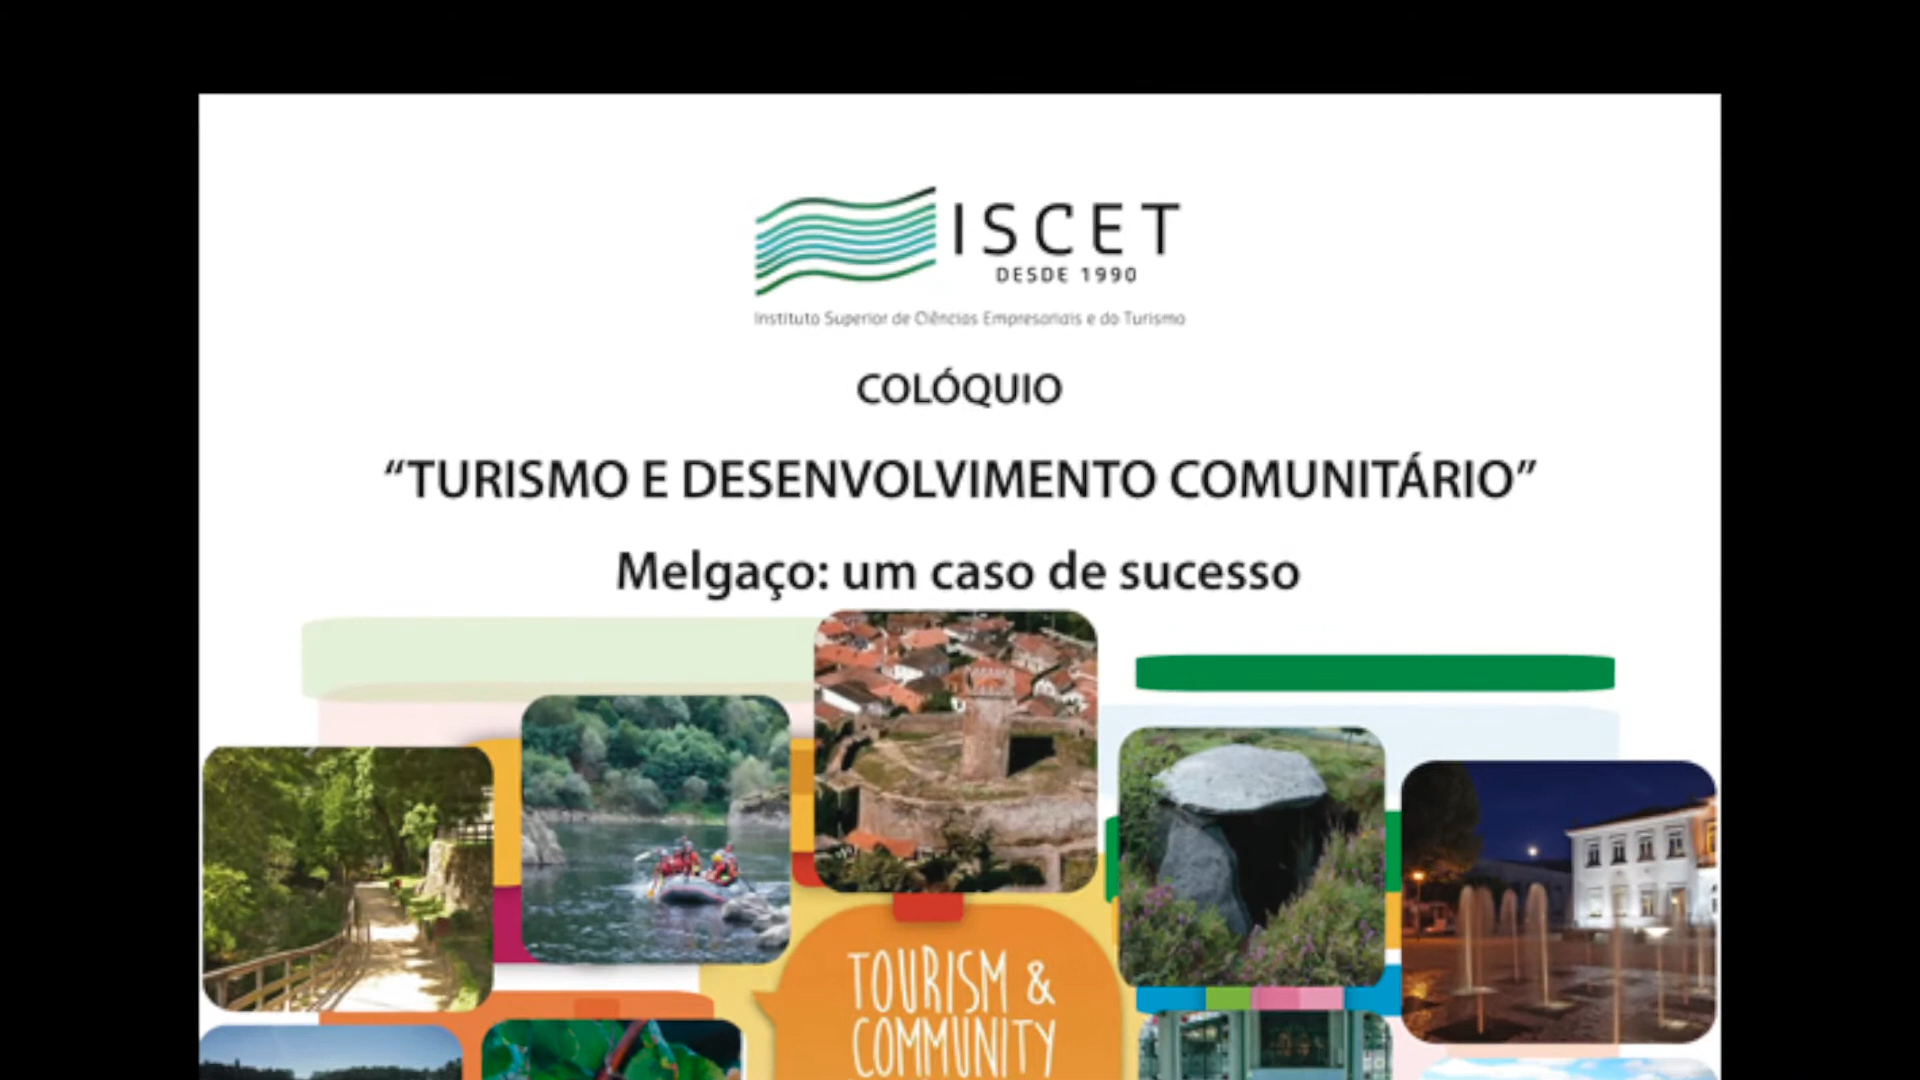 ISCET
DESDE 1990
Instituto Superior de Ciências Empresariais e do Turismo
COLÓQUIO
“TURISMO E DESENVOLVIMENTO COMUNITÁRIO”
Melgaço: um caso de sucesso
TOURISM &
COMMUNITY